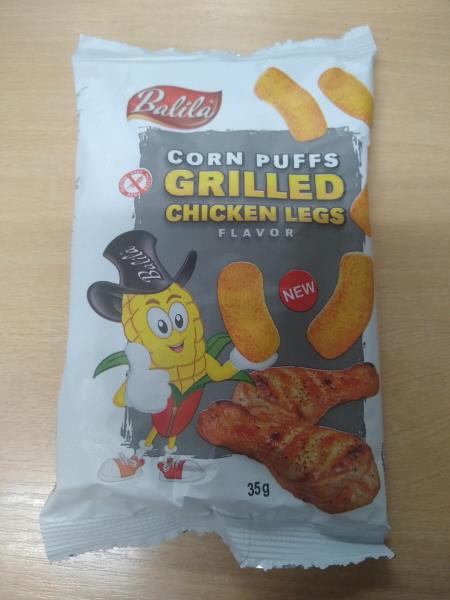 Balila
CORN PUFFS
GRILLED
CHICKEN LEGS
FLAVOR
Balila
NEW
35g